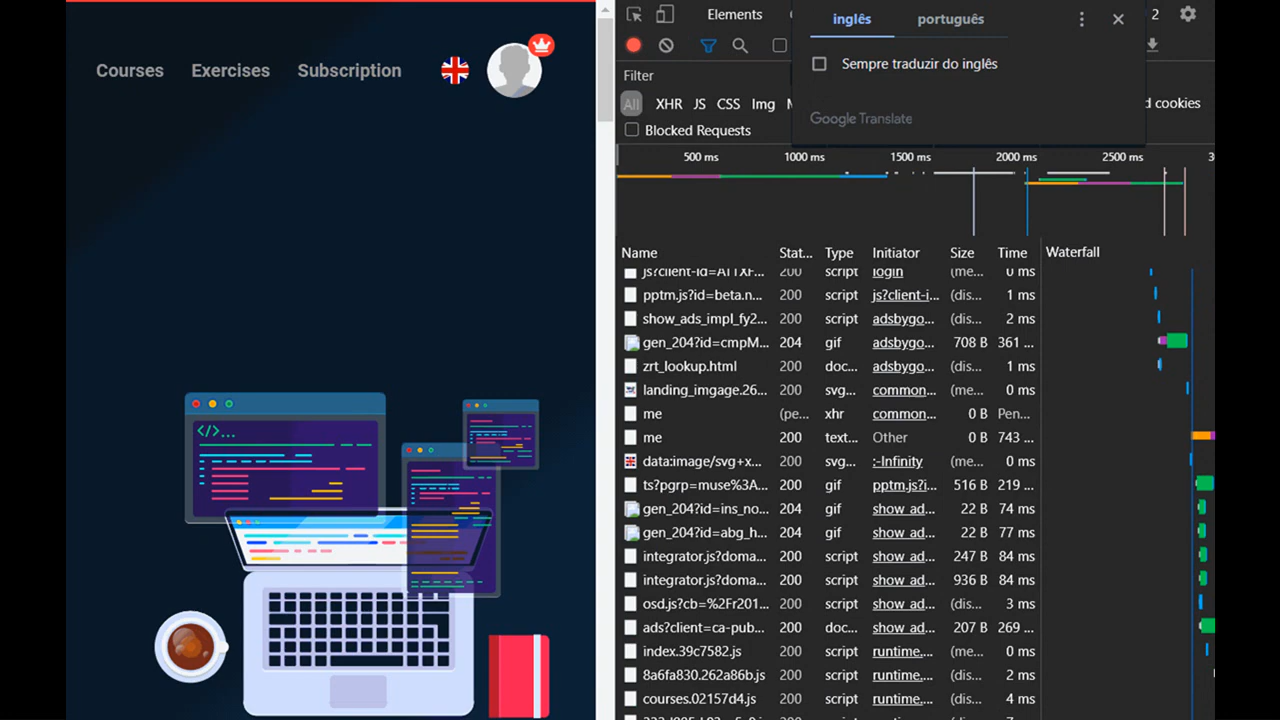 Courses Exercises Subscription
</>...
Elements
2
inglês português
Sempre traduzir do inglês
Google Translate
Filter
All XHR JS CSS Img
d cookies
Blocked Requests
500 ms 1000 ms 1500 ms 2000 ms 2500 ms
Name Stat... Type Initiator Size Time Waterfall
js?client-id=ATTXF... 200 script login (me... 0 ms
pptm.js?id=beta.n... 200 script js?client-i... (dis... 1 ms
show_ads_impl_fy2... 200 script adsbygo... (dis... 2 ms
gen_204?id=cmpM... 204 gif adsbygo... 708 B 361 ...
zrt_lookup.html 200 doc... adsbygo... (dis... 1 ms
landing_imgage.26... 200 svg... common... (me... 0 ms
me (pe... xhr common... 0 B Pen...
me 200 text... Other 0 B 743 ...
data:image/svg+x... 200 svg... :-Infinity (me... 0 ms
ts?pgrp=muse%3A... 200 gif pptm.js?i... 516 B 219 ...
gen_204?id=ins_no... 204 gif show_ad... 22 B 74 ms
gen_204?id=abg_h... 204 gif show_ad... 22 B 77 ms
integrator.js?doma... 200 script show_ad... 247 B 84 ms
integrator.js?doma... 200 script show_ad... 936 B 84 ms
osd.js?cb=%2Fr201... 200 script show_ad... (dis... 3 ms
ads?client=ca-pub... 200 doc... show_ad... 207 B 269 ...
index.39c7582.js 200 script runtime.... (me... 0 ms
8a6fa830.262a86b.js 200 script runtime.... (dis... 2 ms
courses.02157d4.js 200 script runtime.... (dis... 4 ms